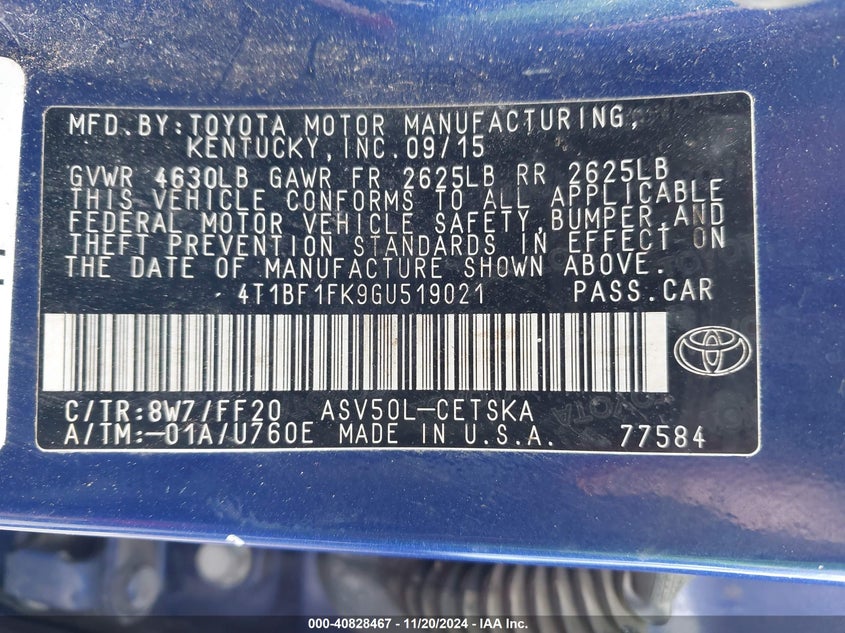 MFD.BY:TOYOTA MOTOR MANUFACTURING,
KENTUCKY,INC.09/15
GVWR 4630LB GAWR FR 2625LB RR 2625LB
THIS VEHICLE CONFORMS TO ALL APPLICABLE
FEDERAL MOTOR VEHICLE SAFETY,BUMPER,AND
THEFT PREVENTION STANDARDS IN EFFECT ON
THE DATE OF MANUFACTURE SHOWN ABOVE.
4T1BF1FK9GU519021 PASS.CAR
C/TR:8W7/FF20 ASV50L-CETSKA
A/TM:-01A/U760E MADE IN U.S.A. 77584
000-40828467 - 11/20/2024 - IAA Inc.